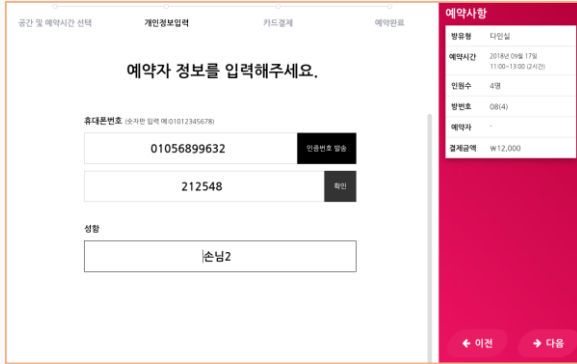 공간 및 예약시간 선택 개인정보입력 카드결제 예약완료
예약자 정보를 입력해주세요.
휴대폰번호 (숫자만 입력 예:01012345678)
01056899632 인증번호 발송
212548 확인
성함
손님2
예약사항
방유형 다인실
예약시간 2018년 09월 17일
11:00~13:00 (2시간)
인원수 4명
방번호 08(4)
예약자 -
결제금액 ₩12,000
← 이전 → 다음